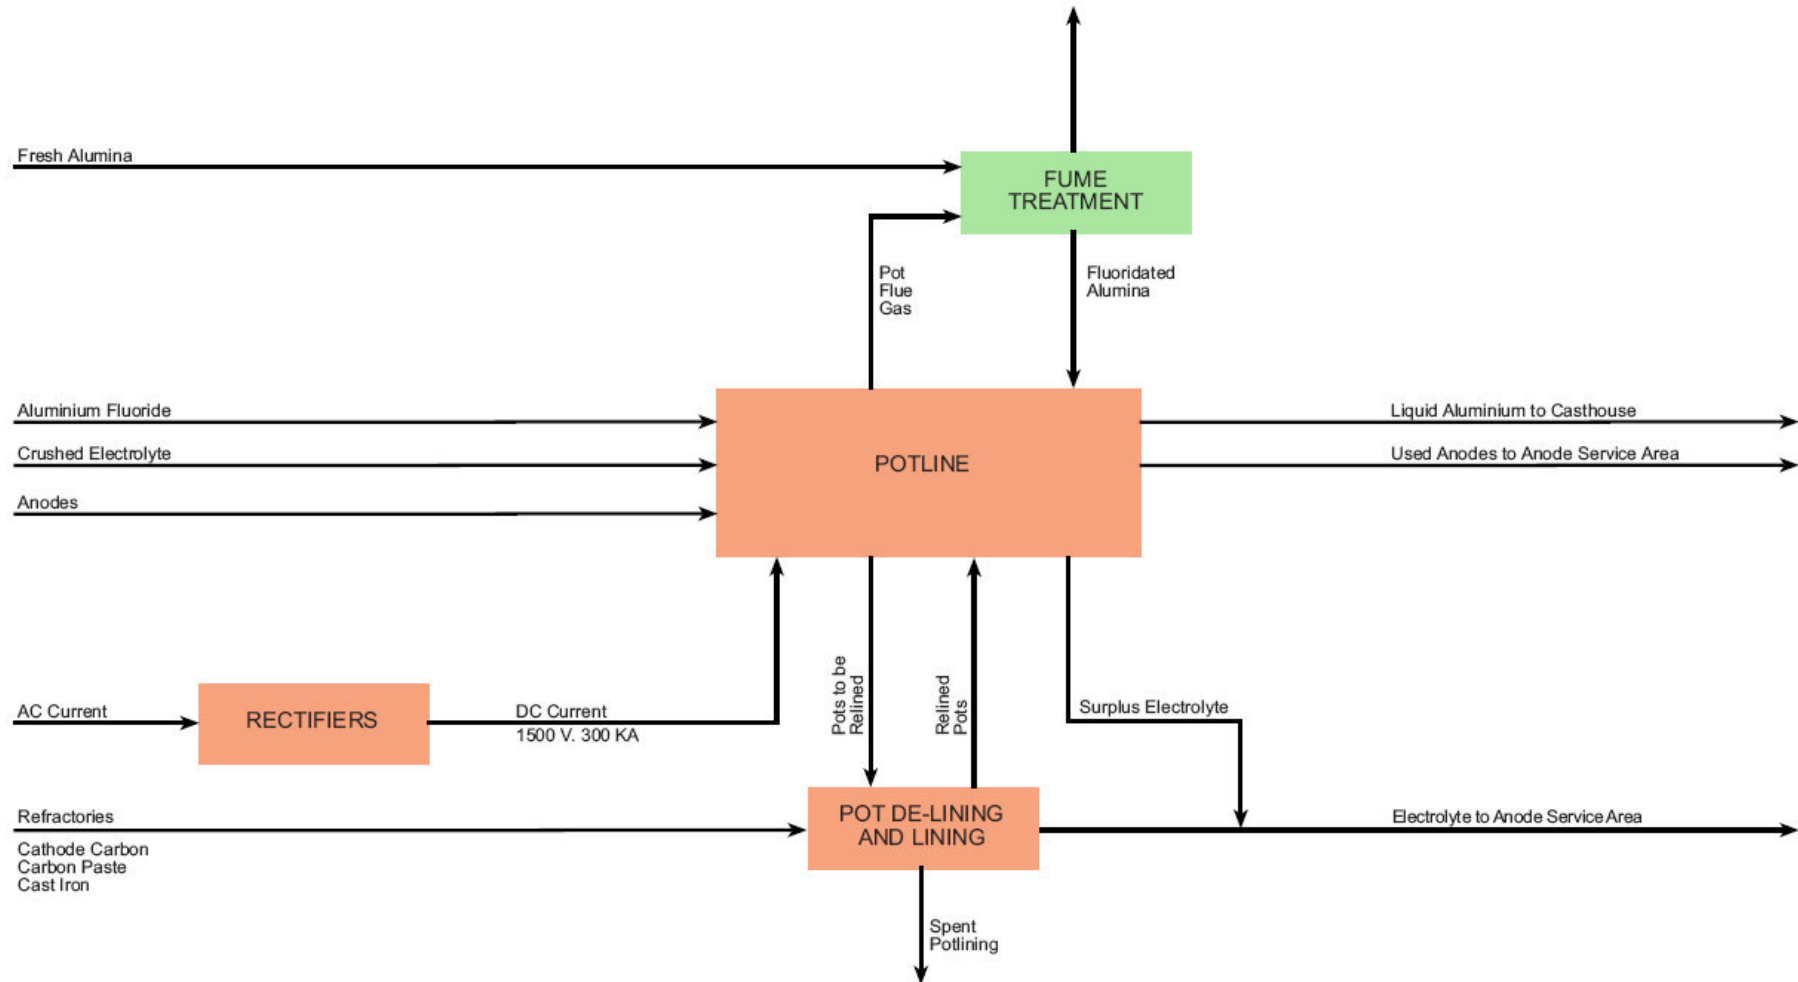 Fresh Alumina
FUME
TREATMENT
Pot
Flue
Gas
Fluoridated
Alumina
Aluminium Fluoride
Crushed Electrolyte
Anodes
POTLINE
Liquid Aluminium to Casthouse
Used Anodes to Anode Service Area
AC Current
RECTIFIERS
DC Current
1500 V. 300 KA
Pots to be
Relined
Relined
Pots
Surplus Electrolyte
Refractories
Cathode Carbon
Carbon Paste
Cast Iron
POT DE-LINING
AND LINING
Electrolyte to Anode Service Area
Spent
Potlining